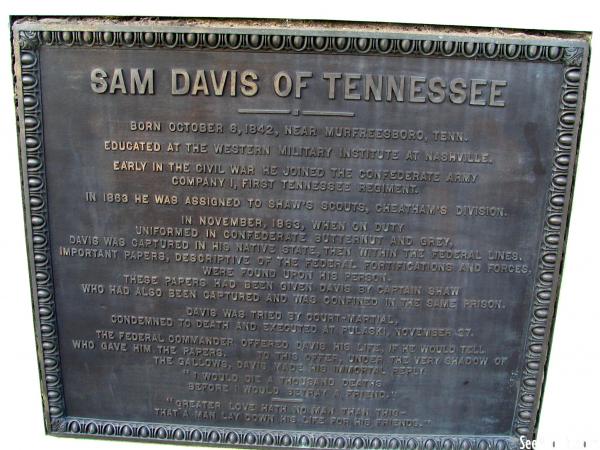 SAM DAVIS OF TENNESSEE
BORN OCTOBER 6, 1842, NEAR MURFREESBORO, TENN.
EDUCATED AT THE WESTERN MILITARY INSTITUTE AT NASHVILLE.
EARLY IN THE CIVIL WAR HE JOINED THE CONFEDERATE ARMY
COMPANY I, FIRST TENNESSEE REGIMENT.
IN 1863 HE WAS ASSIGNED TO SHAW'S SCOUTS, CHEATHAM'S DIVISION.
IN NOVEMBER, 1863, WHEN ON DUTY
UNIFORMED IN CONFEDERATE BUTTERNUT AND GREY,
DAVIS WAS CAPTURED IN HIS NATIVE STATE, THEN WITHIN THE FEDERAL LINES.
IMPORTANT PAPERS, DESCRIPTIVE OF THE FEDERAL FORTIFICATIONS AND FORCES,
WERE FOUND UPON HIS PERSON.
THESE PAPERS HAD BEEN GIVEN DAVIS BY CAPTAIN SHAW
WHO HAD ALSO BEEN CAPTURED AND WAS CONFINED IN THE SAME PRISON.
DAVIS WAS TRIED BY COURT-MARTIAL,
CONDEMNED TO DEATH AND EXECUTED AT PULASKI, NOVEMBER 27.
THE FEDERAL COMMANDER OFFERED DAVIS HIS LIFE, IF HE WOULD TELL
WHO GAVE HIM THE PAPERS. TO THIS OFFER, UNDER THE VERY SHADOW OF
THE GALLOWS, DAVIS MADE HIS IMMORTAL REPLY.
"I WOULD DIE A THOUSAND DEATHS
BEFORE I WOULD BETRAY A FRIEND."
"GREATER LOVE HATH NO MAN THAN THIS—
THAT A MAN LAY DOWN HIS LIFE FOR HIS FRIENDS."